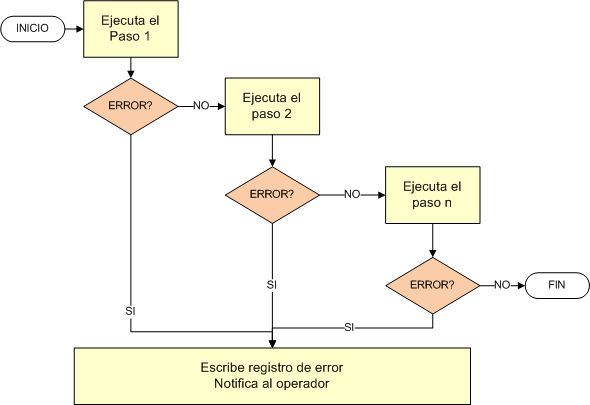 INICIO
Ejecuta el
Paso 1
ERROR?
NO
Ejecuta el
paso 2
ERROR?
NO
Ejecuta el
paso n
ERROR?
NO
FIN
SI
SI
SI
Escribe registro de error
Notifica al operador